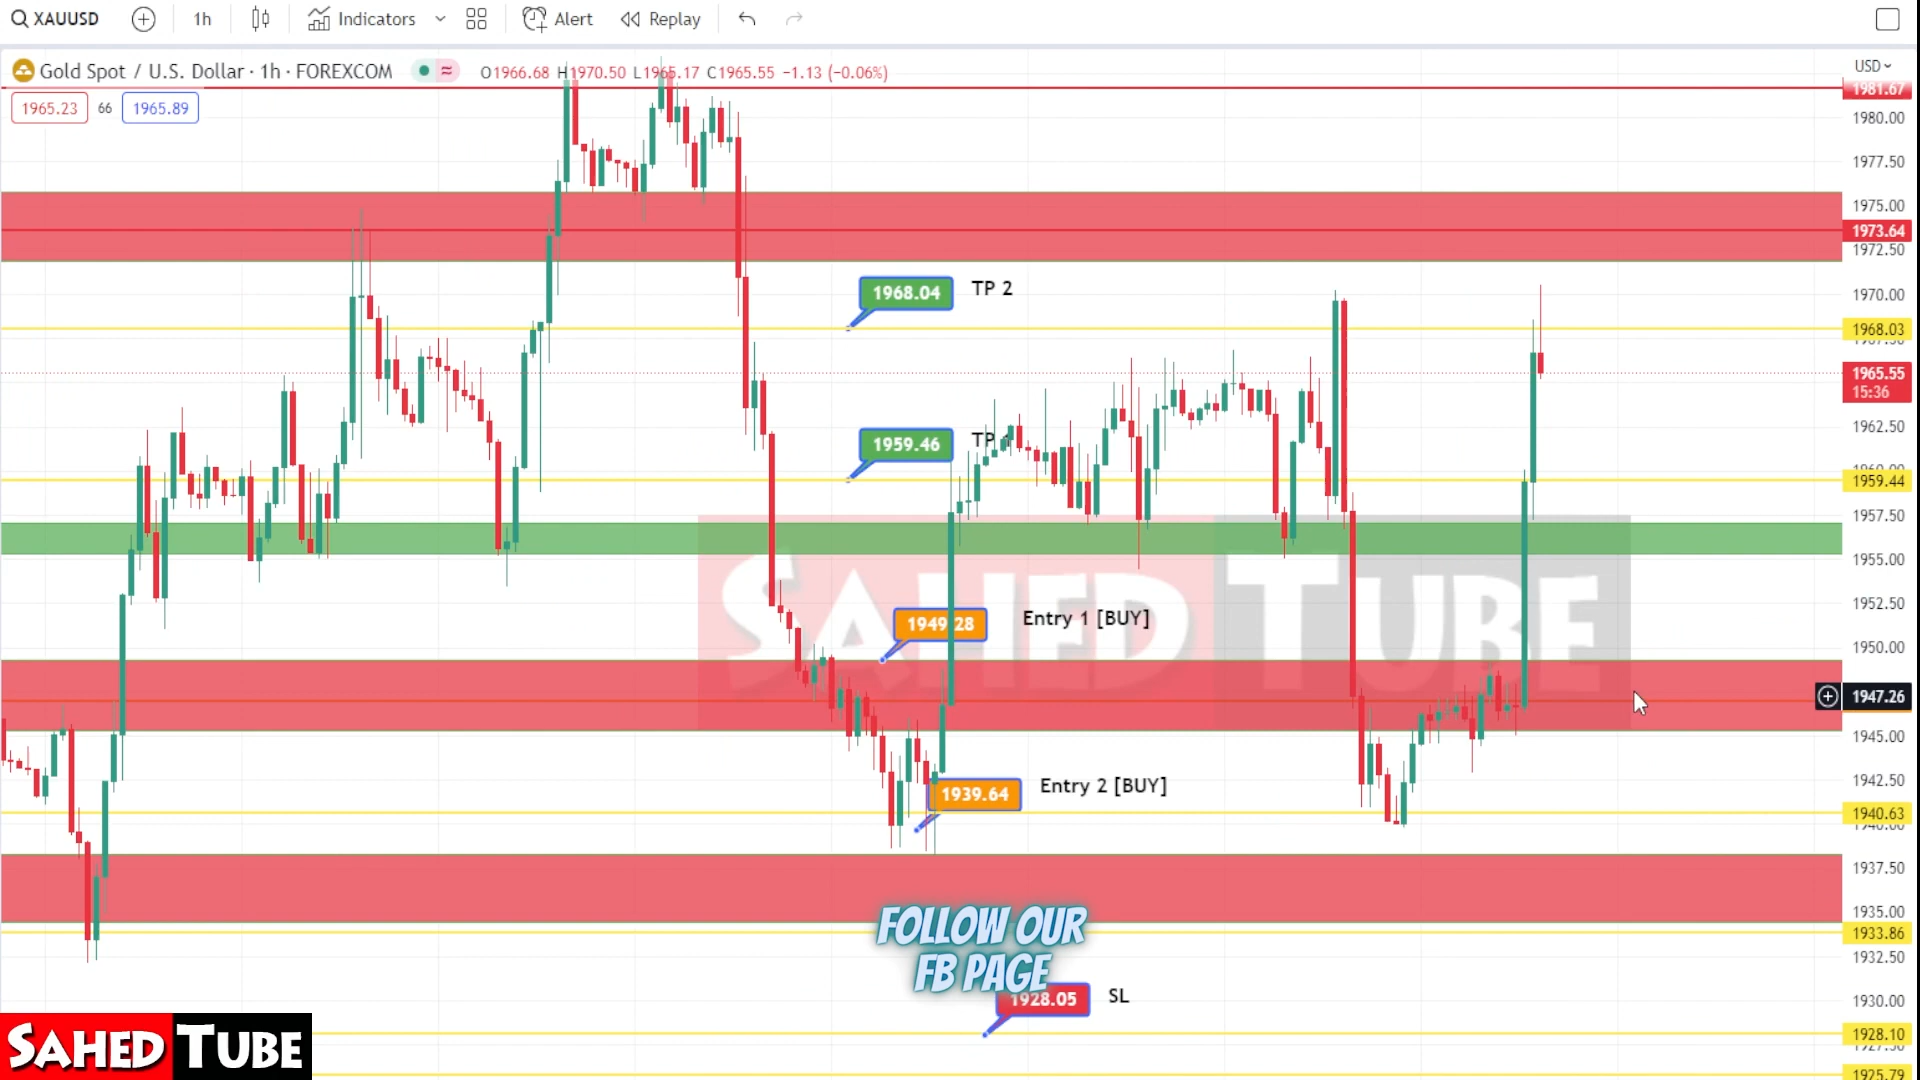 XAUUSD 1h Indicators Alert Replay
Gold Spot / U.S. Dollar · 1h · FOREXCOM O1966.68 H1970.50 L1965.17 C1965.55 −1.13 (−0.06%) USD
1981.67
1965.23 66 1965.89
1980.00
1977.50
1975.00
1973.64
1972.50
1968.04 TP 2
1970.00
1968.03
1965.55
15:36
1962.50
1959.46 TP
1959.44
1957.50
1955.00
SAHED TUBE
1952.50
1949.28 Entry 1 [BUY]
1950.00
1947.26
1945.00
1942.50
1939.64 Entry 2 [BUY]
1940.63
1937.50
1935.00
FOLLOW OUR
FB PAGE
1933.86
1932.50
1928.05 SL
1930.00
1928.10
SAHED TUBE
1925.79